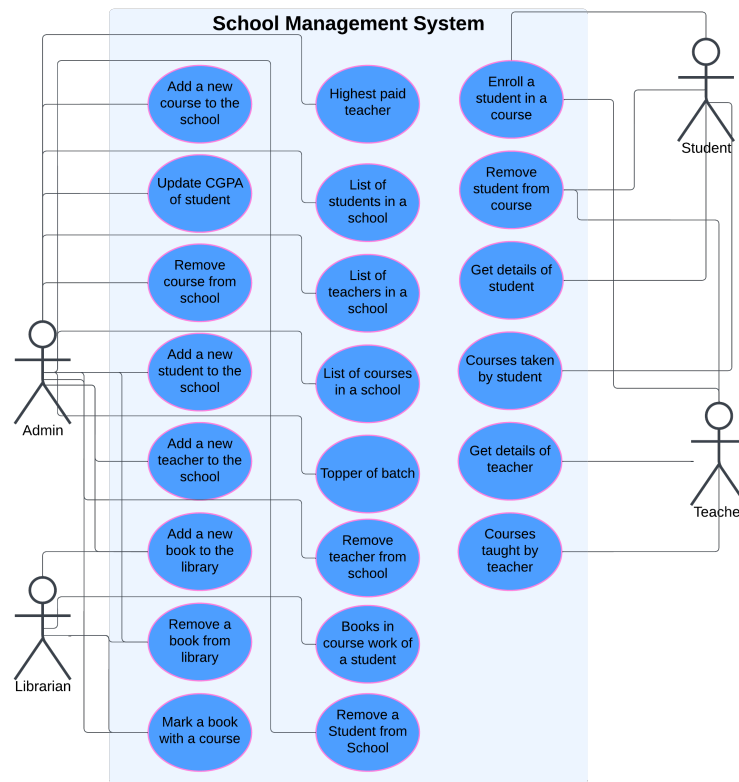 School Management System
Add a new
course to the
school
Update CGPA
of student
Remove
course from
school
Add a new
student to the
school
Add a new
teacher to the
school
Add a new
book to the
library
Remove a
book from
library
Mark a book
with a course
Highest paid
teacher
List of
students in a
school
List of
teachers in a
school
List of courses
in a school
Topper of batch
Remove
teacher from
school
Books in
course work of
a student
Remove a
Student from
School
Enroll a
student in a
course
Remove
student from
course
Get details of
student
Courses taken
by student
Get details of
teacher
Courses
taught by
teacher
Admin
Librarian
Student
Teache